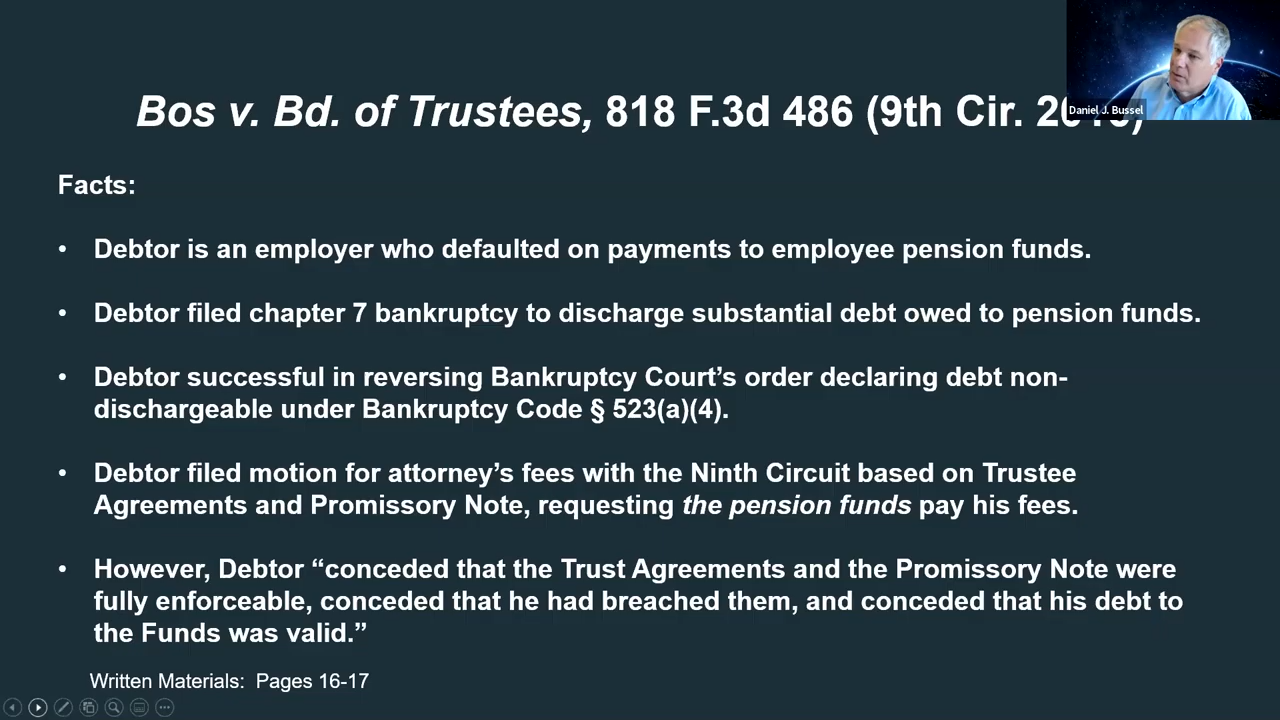 Daniel J. Bussel
Bos v. Bd. of Trustees, 818 F.3d 486 (9th Cir.
Facts:
• Debtor is an employer who defaulted on payments to employee pension funds.
• Debtor filed chapter 7 bankruptcy to discharge substantial debt owed to pension funds.
• Debtor successful in reversing Bankruptcy Court’s order declaring debt non-
dischargeable under Bankruptcy Code § 523(a)(4).
• Debtor filed motion for attorney’s fees with the Ninth Circuit based on Trustee
Agreements and Promissory Note, requesting the pension funds pay his fees.
• However, Debtor “conceded that the Trust Agreements and the Promissory Note were
fully enforceable, conceded that he had breached them, and conceded that his debt to
the Funds was valid.”
Written Materials: Pages 16-17